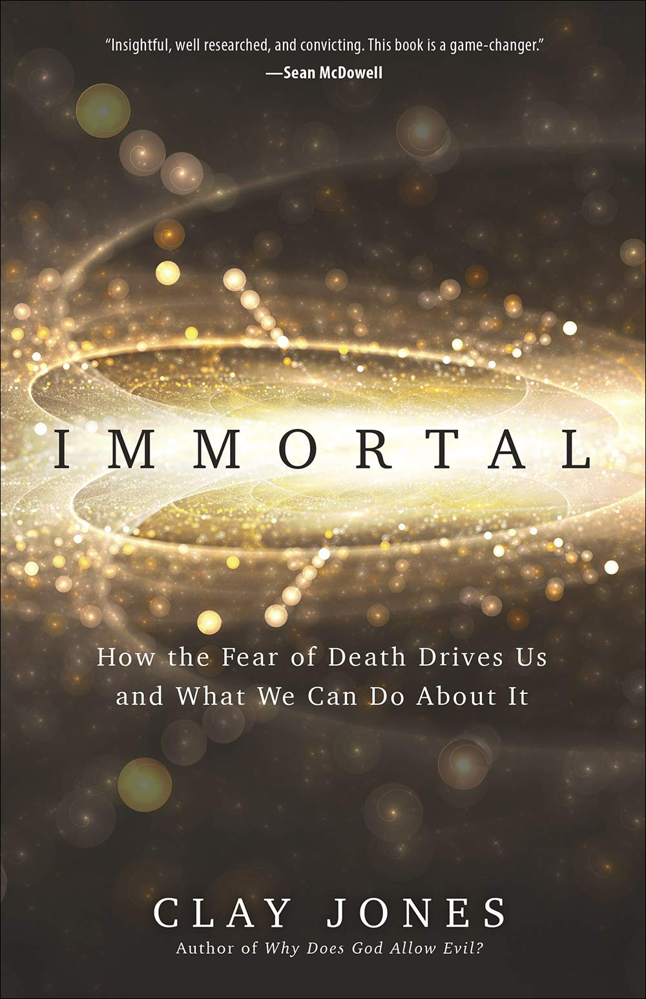 “Insightful, well researched, and convicting. This book is a game-changer.”
—Sean McDowell
IMMORTAL
How the Fear of Death Drives Us
and What We Can Do About It
CLAY JONES
Author of Why Does God Allow Evil?